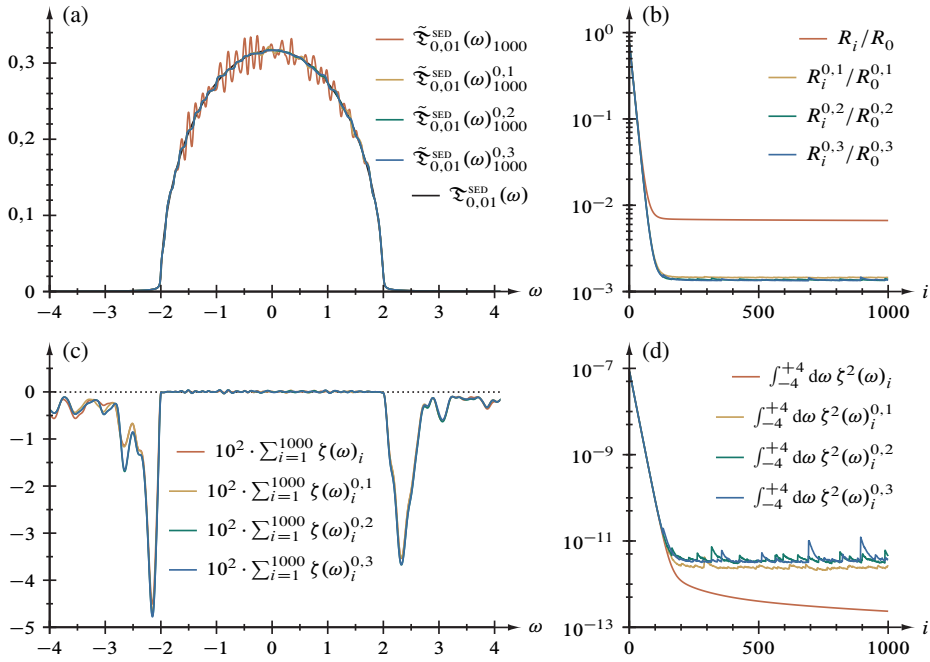 (a)
0,3
0,2
0,1
0
−4 −3 −2 −1 0 1 2 3 4 ω
𝔗̃^SED_0,01(ω)_1000
𝔗̃^SED_0,01(ω)^0,1_1000
𝔗̃^SED_0,01(ω)^0,2_1000
𝔗̃^SED_0,01(ω)^0,3_1000
𝔗^SED_0,01(ω)
(b)
10^0
10^−1
10^−2
10^−3
0 500 1000 i
R_i/R_0
R_i^0,1/R_0^0,1
R_i^0,2/R_0^0,2
R_i^0,3/R_0^0,3
(c)
0
−1
−2
−3
−4
−5
−4 −3 −2 −1 0 1 2 3 4 ω
10^2 · ∑_{i=1}^{1000} ζ(ω)_i
10^2 · ∑_{i=1}^{1000} ζ(ω)_i^0,1
10^2 · ∑_{i=1}^{1000} ζ(ω)_i^0,2
10^2 · ∑_{i=1}^{1000} ζ(ω)_i^0,3
(d)
10^−7
10^−9
10^−11
10^−13
0 500 1000 i
∫_{−4}^{+4} dω ζ^2(ω)_i
∫_{−4}^{+4} dω ζ^2(ω)_i^0,1
∫_{−4}^{+4} dω ζ^2(ω)_i^0,2
∫_{−4}^{+4} dω ζ^2(ω)_i^0,3